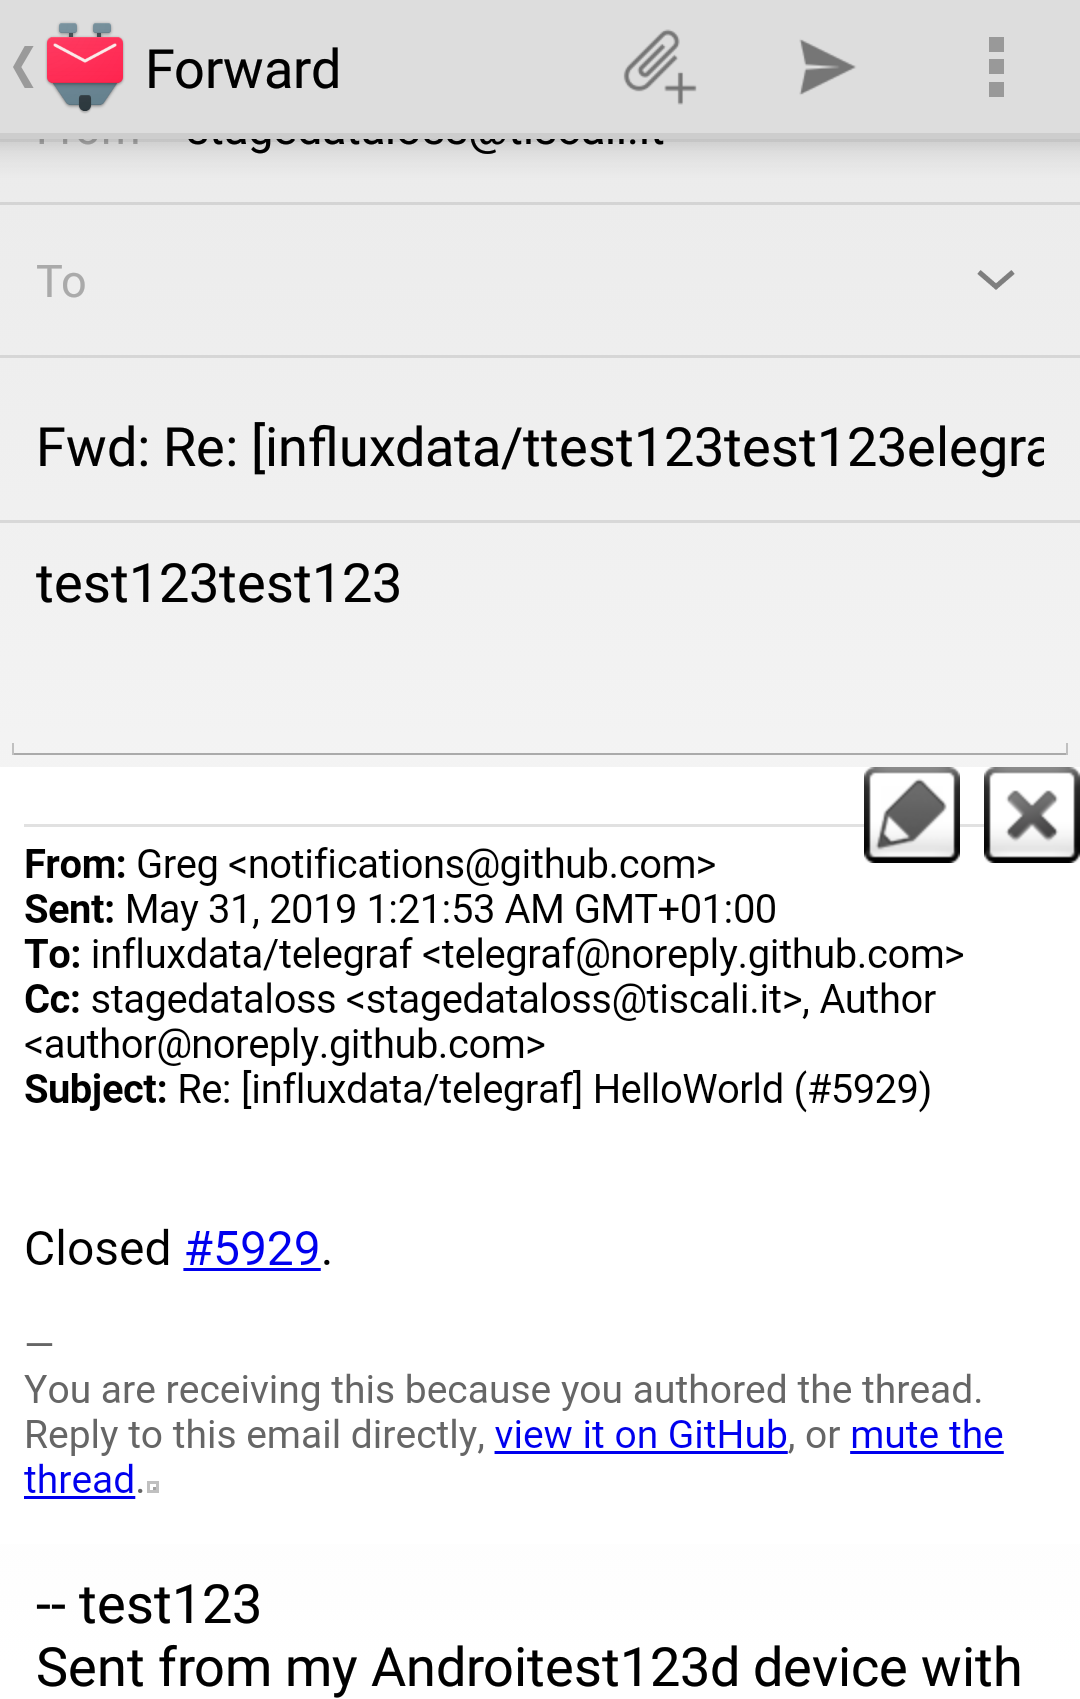 Forward
From stagedataloss@tiscali.it
To
Fwd: Re: [influxdata/ttest123test123elegra
test123test123
From: Greg <notifications@github.com>
Sent: May 31, 2019 1:21:53 AM GMT+01:00
To: influxdata/telegraf <telegraf@noreply.github.com>
Cc: stagedataloss <stagedataloss@tiscali.it>, Author
<author@noreply.github.com>
Subject: Re: [influxdata/telegraf] HelloWorld (#5929)
Closed #5929.
—
You are receiving this because you authored the thread.
Reply to this email directly, view it on GitHub, or mute the
thread.
-- test123
Sent from my Androitest123d device with